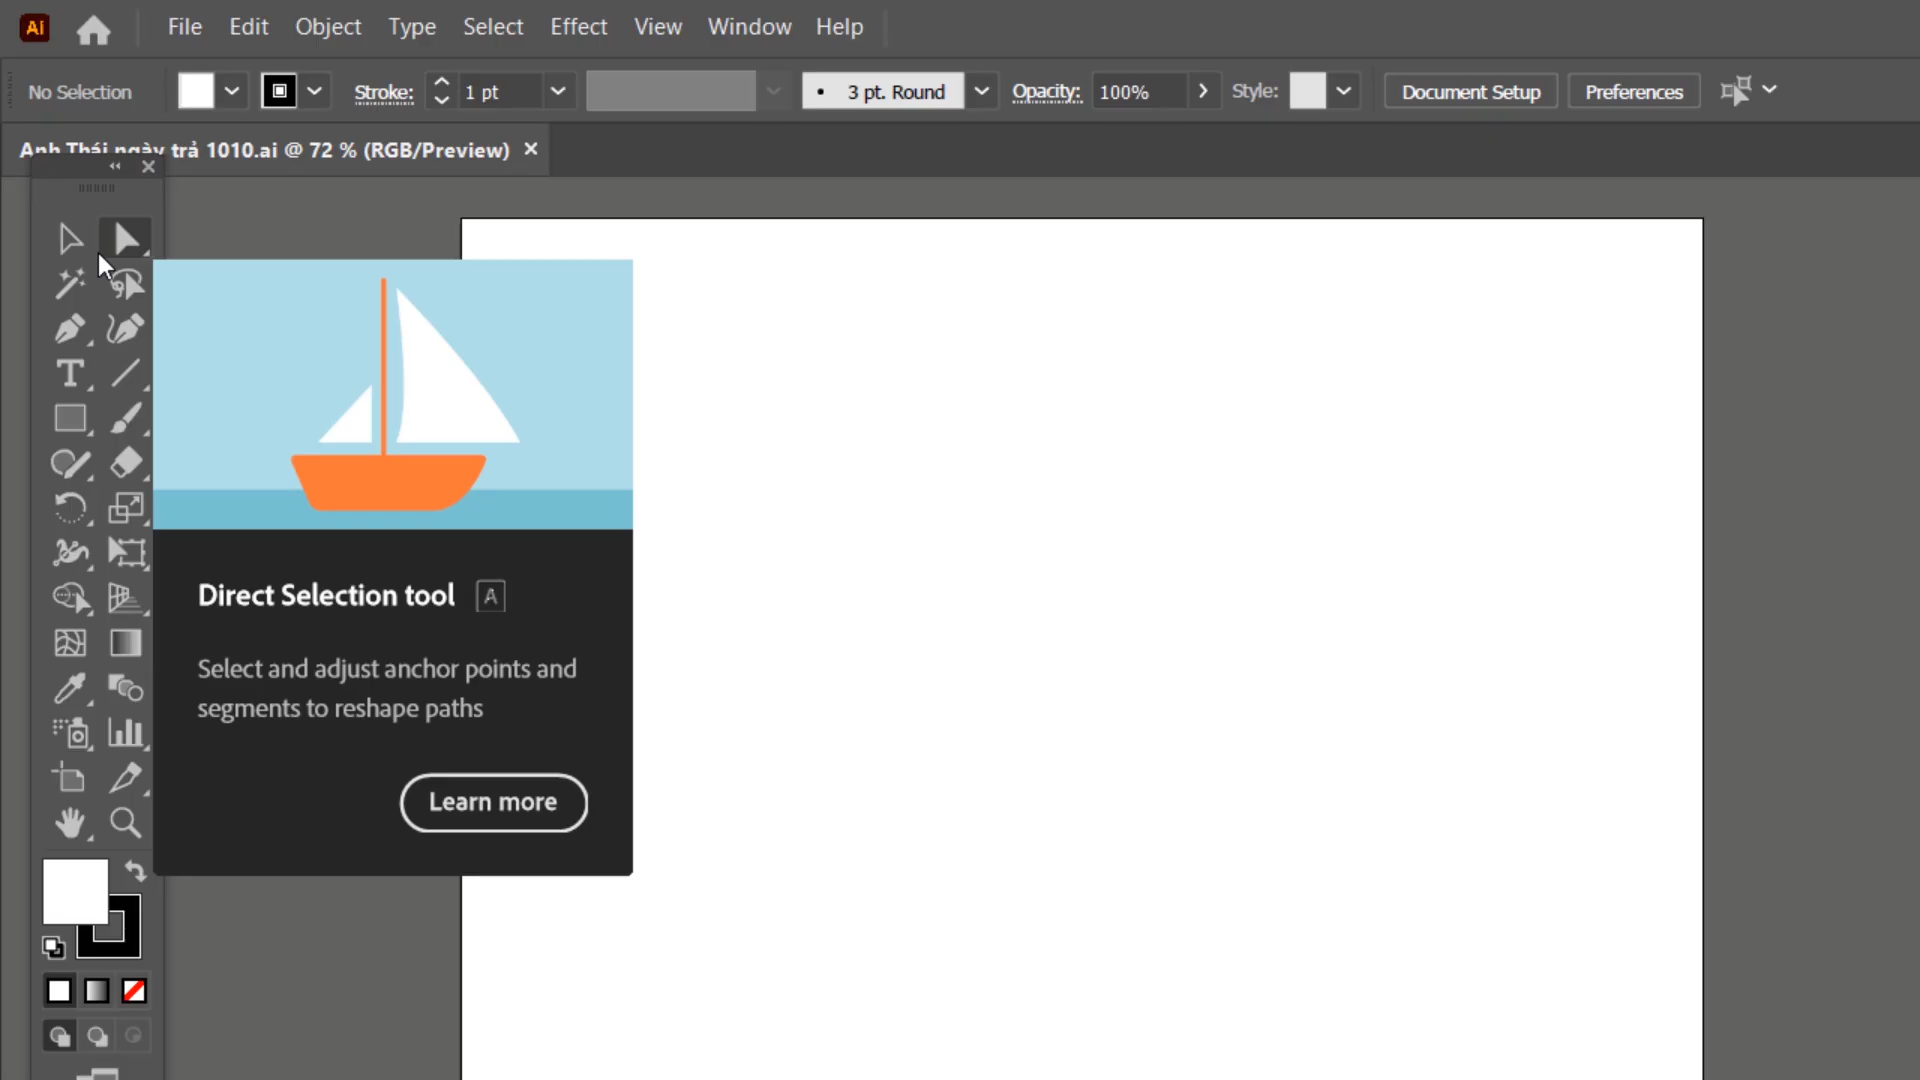 Ai File Edit Object Type Select Effect View Window Help
No Selection Stroke: 1 pt 3 pt. Round Opacity: 100% Style: Document Setup Preferences
Anh Thái ngày trả 1010.ai @ 72 % (RGB/Preview)
Direct Selection tool A
Select and adjust anchor points and
segments to reshape paths
Learn more